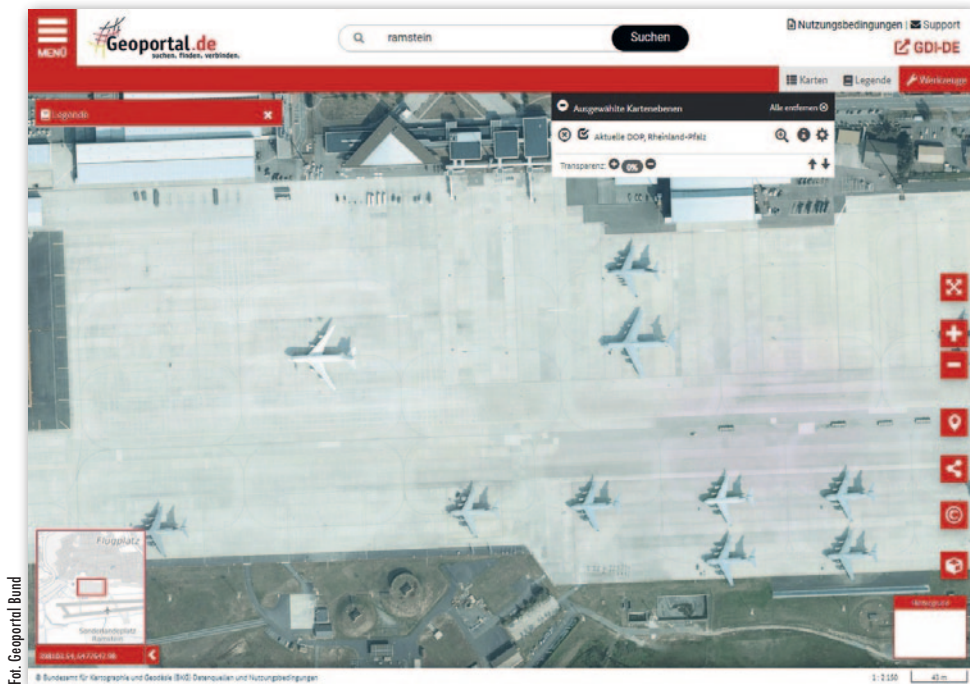 MENÜ
Geoportal.de
suchen. finden. verbinden.
ramstein
Suchen
Nutzungsbedingungen | Support
GDI-DE
Karten
Legende
Werkzeuge
Legende
Ausgewählte Kartenebenen
Alle entfernen
Aktuelle DOP, Rheinland-Pfalz
Transparenz:
0%
Flugplatz
Sonderlandeplatz
Ramstein
© Bundesamt für Kartographie und Geodäsie (BKG) Datenquellen und Nutzungsbedingungen
1: 2.150
45 m
Fot. Geoportal Bund